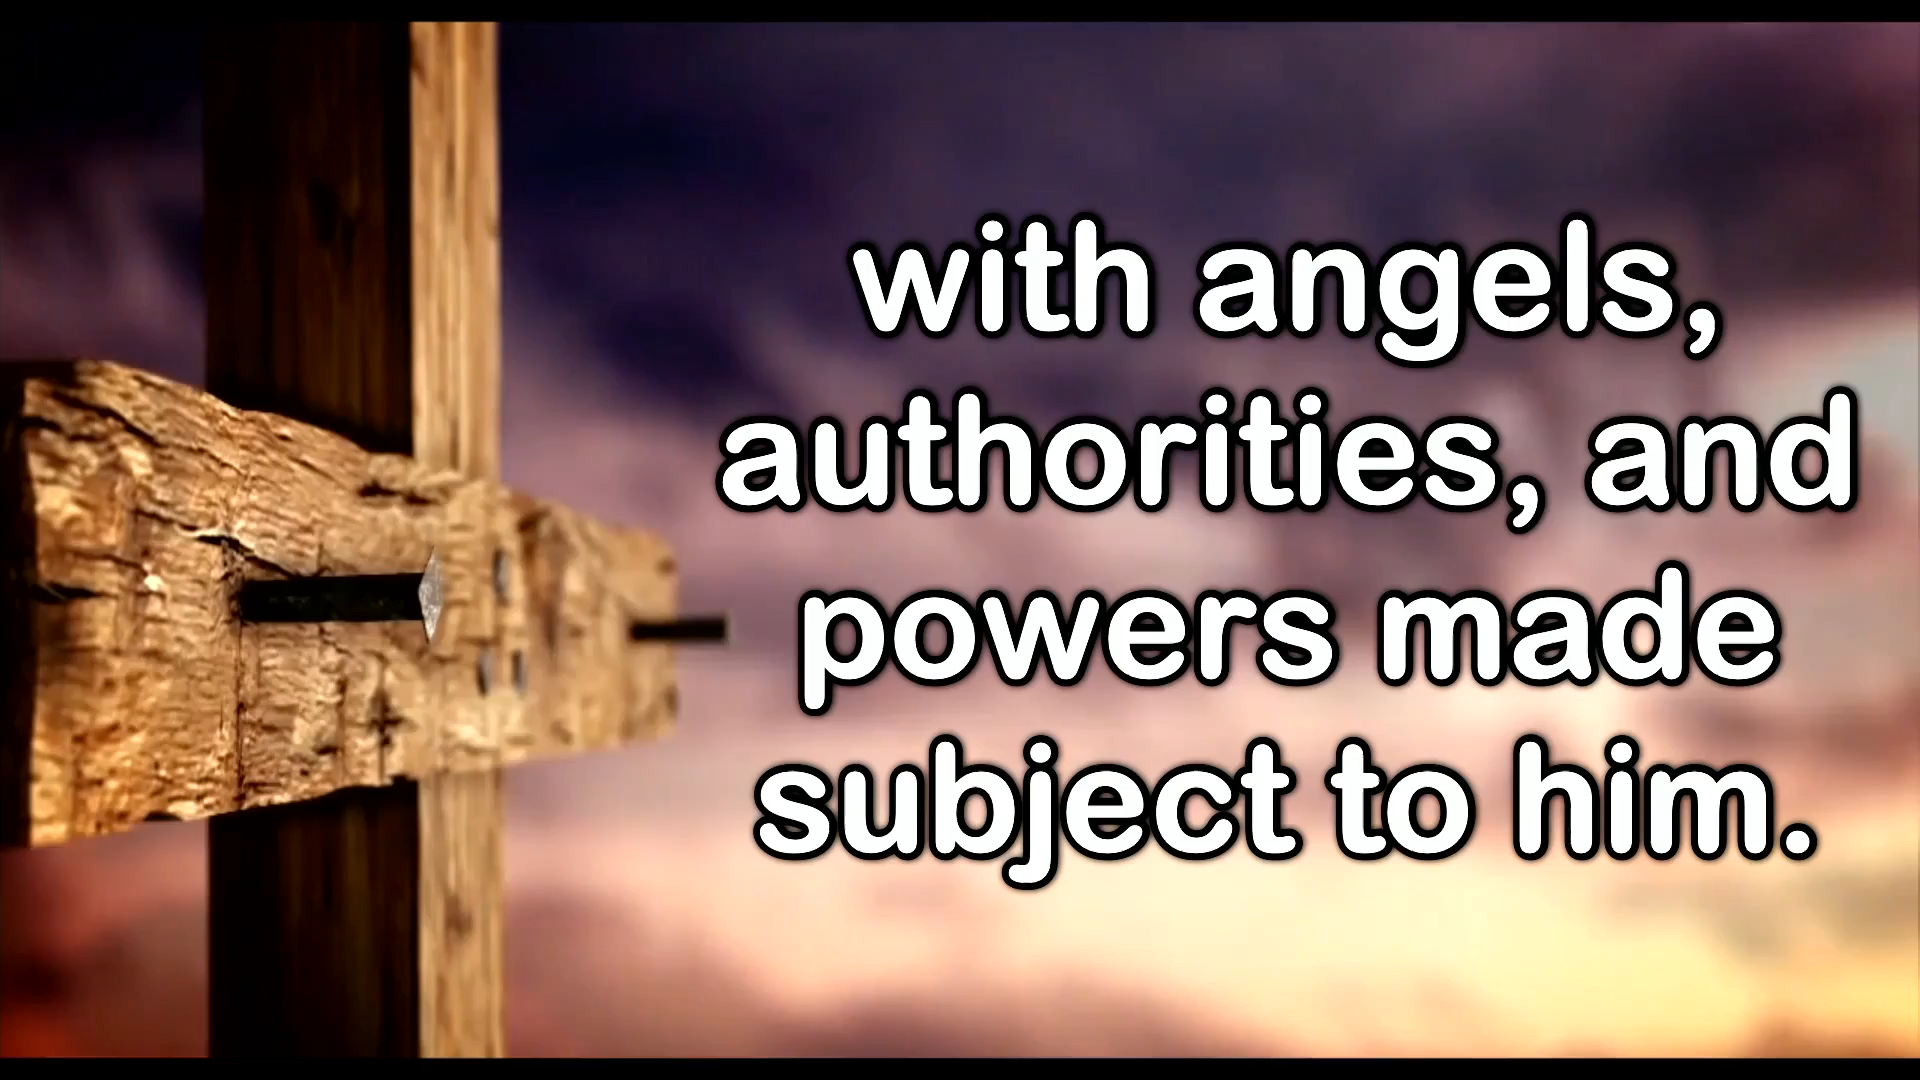 with angels,
authorities, and
powers made
subject to him.